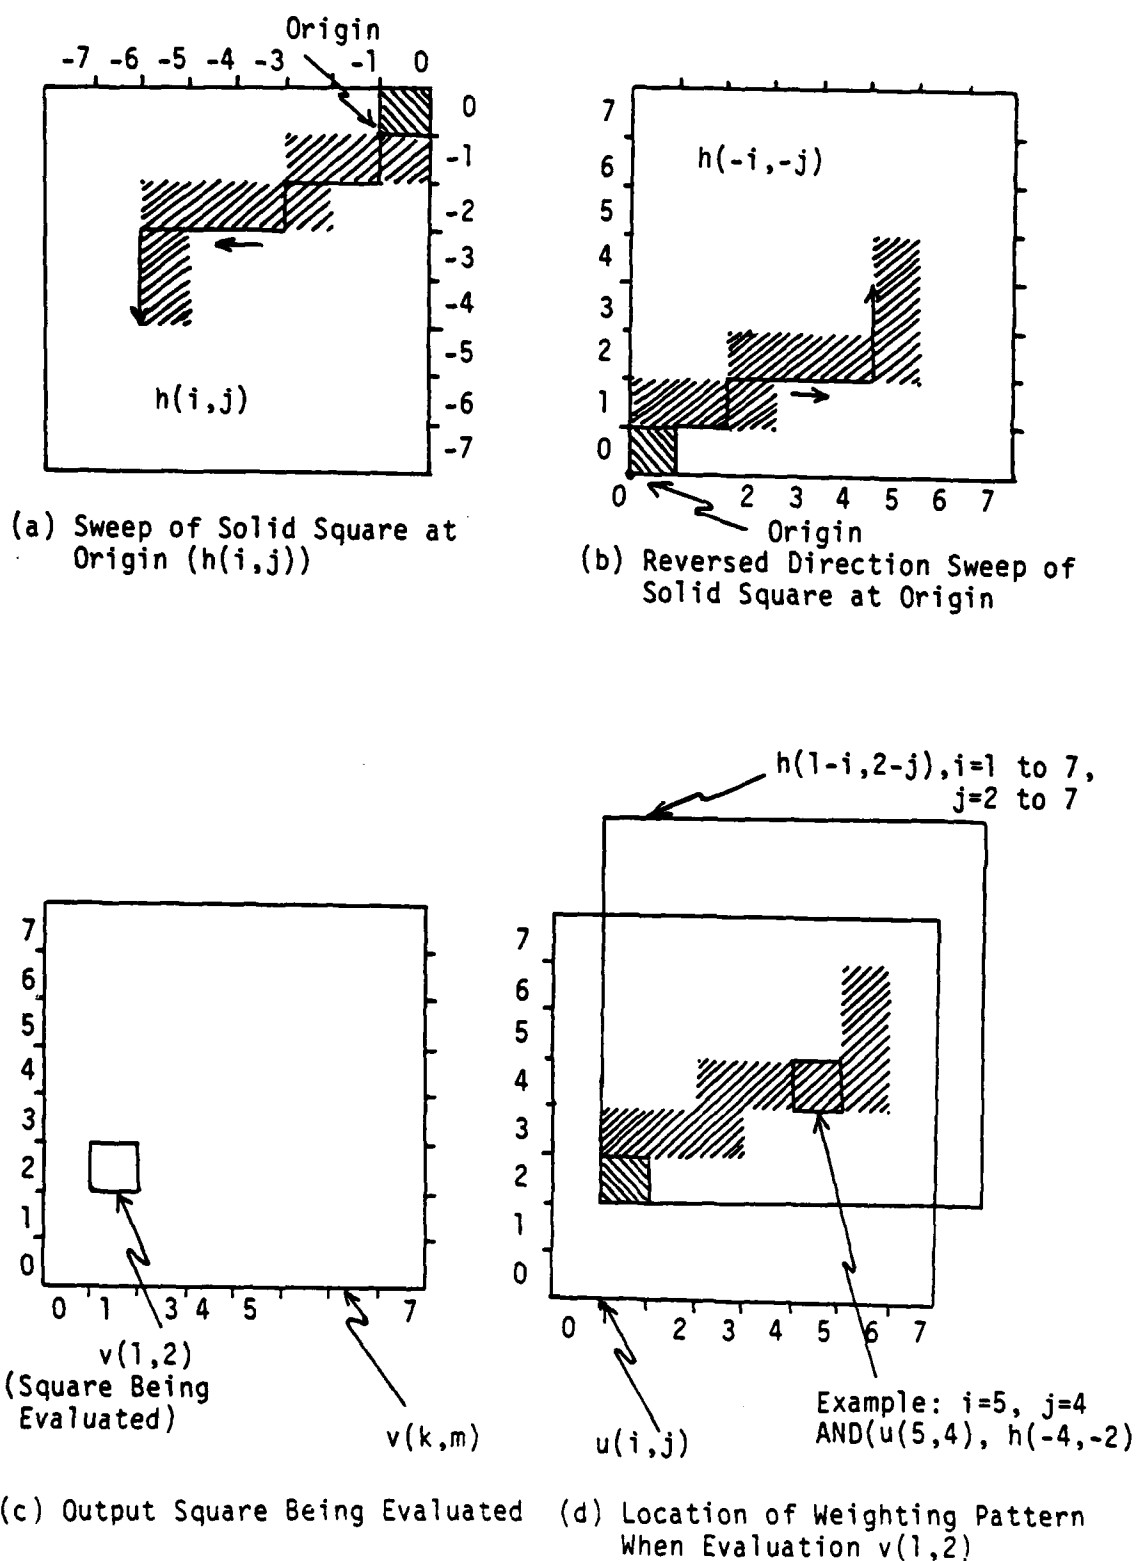 Origin
-7 -6 -5 -4 -3 -1 0
0
-1
-2
-3
-4
-5
-6
-7
h(i,j)
(a) Sweep of Solid Square at
Origin (h(i,j))
7
6
5
4
3
2
1
0
h(-i,-j)
0 2 3 4 6 7
Origin
(b) Reversed Direction Sweep of
Solid Square at Origin
7
6
5
4
3
2
1
0
0 1 3 4 5 7
v(1,2)
(Square Being
Evaluated)
v(k,m)
(c) Output Square Being Evaluated
h(1-i,2-j),i=1 to 7,
j=2 to 7
7
6
5
4
3
2
1
0
0 2 3 5 6 7
u(i,j)
Example: i=5, j=4
AND(u(5,4), h(-4,-2)
(d) Location of Weighting Pattern
When Evaluation v(1,2)